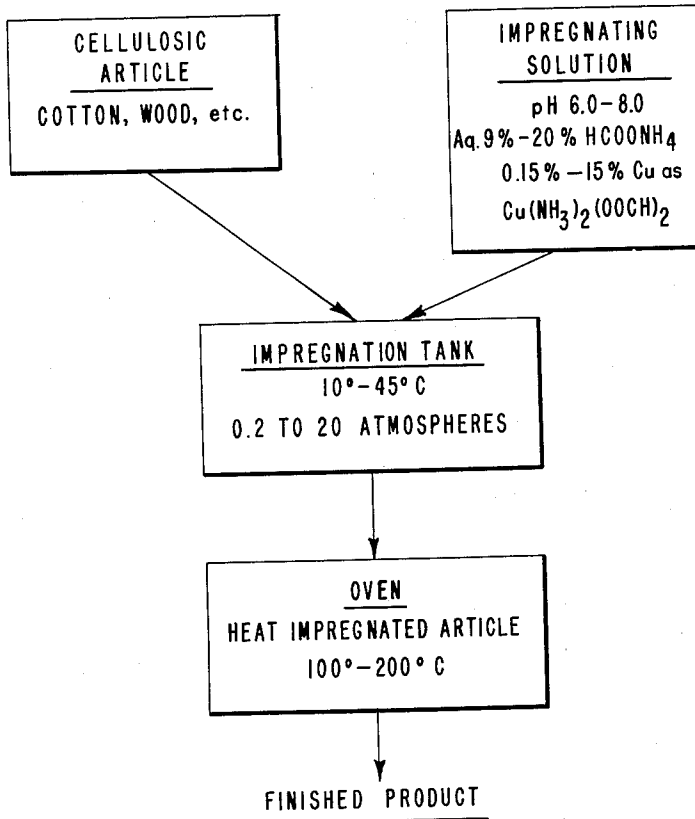 CELLULOSIC
ARTICLE
COTTON, WOOD, etc.
IMPREGNATING
SOLUTION
pH 6.0-8.0
Aq. 9%-20% HCOONH4
0.15%-15% Cu as
Cu(NH3)2(OOCH)2
IMPREGNATION TANK
10°-45° C
0.2 TO 20 ATMOSPHERES
OVEN
HEAT IMPREGNATED ARTICLE
100°-200° C
FINISHED PRODUCT